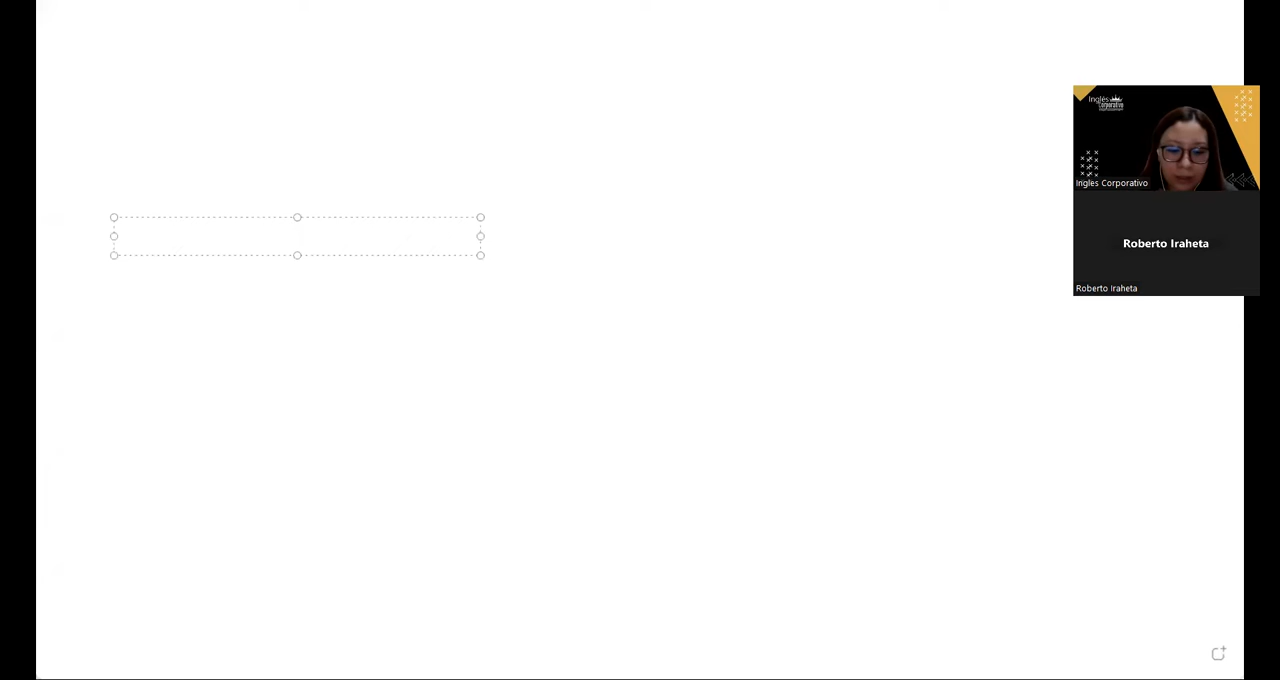 Inglés
Corporativo
Ingles Corporativo
Roberto Iraheta
Roberto Iraheta